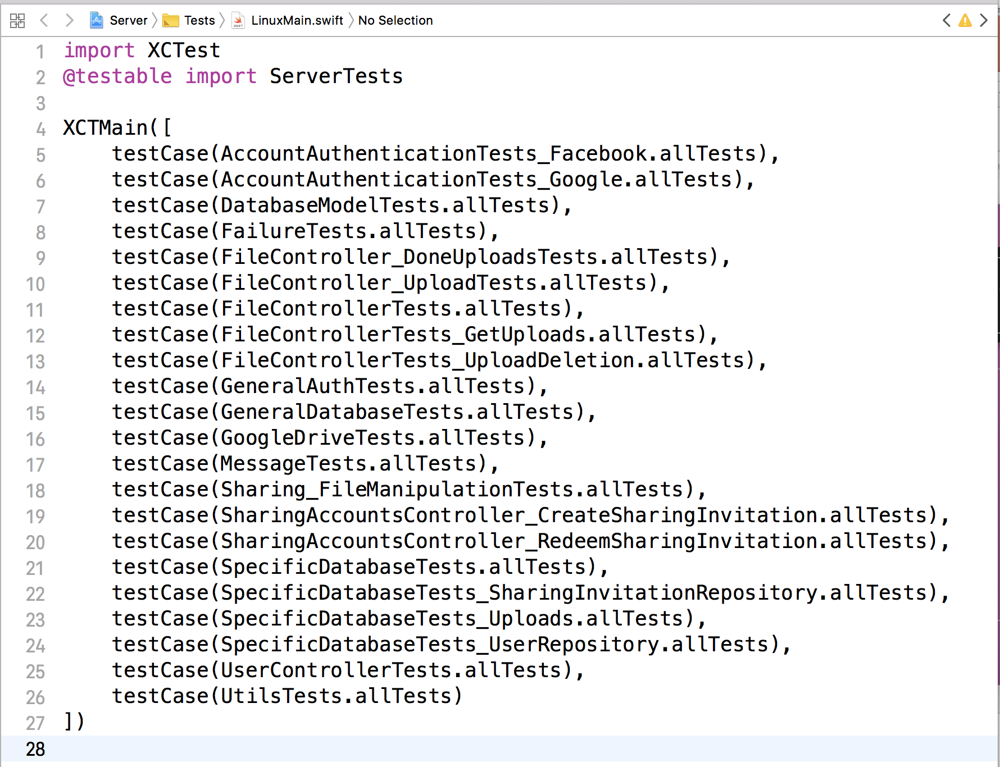 Server Tests LinuxMain.swift No Selection
1 import XCTest
2 @testable import ServerTests
3
4 XCTMain([
5 testCase(AccountAuthenticationTests_Facebook.allTests),
6 testCase(AccountAuthenticationTests_Google.allTests),
7 testCase(DatabaseModelTests.allTests),
8 testCase(FailureTests.allTests),
9 testCase(FileController_DoneUploadsTests.allTests),
10 testCase(FileController_UploadTests.allTests),
11 testCase(FileControllerTests.allTests),
12 testCase(FileControllerTests_GetUploads.allTests),
13 testCase(FileControllerTests_UploadDeletion.allTests),
14 testCase(GeneralAuthTests.allTests),
15 testCase(GeneralDatabaseTests.allTests),
16 testCase(GoogleDriveTests.allTests),
17 testCase(MessageTests.allTests),
18 testCase(Sharing_FileManipulationTests.allTests),
19 testCase(SharingAccountsController_CreateSharingInvitation.allTests),
20 testCase(SharingAccountsController_RedeemSharingInvitation.allTests),
21 testCase(SpecificDatabaseTests.allTests),
22 testCase(SpecificDatabaseTests_SharingInvitationRepository.allTests),
23 testCase(SpecificDatabaseTests_Uploads.allTests),
24 testCase(SpecificDatabaseTests_UserRepository.allTests),
25 testCase(UserControllerTests.allTests),
26 testCase(UtilsTests.allTests)
27 ])
28